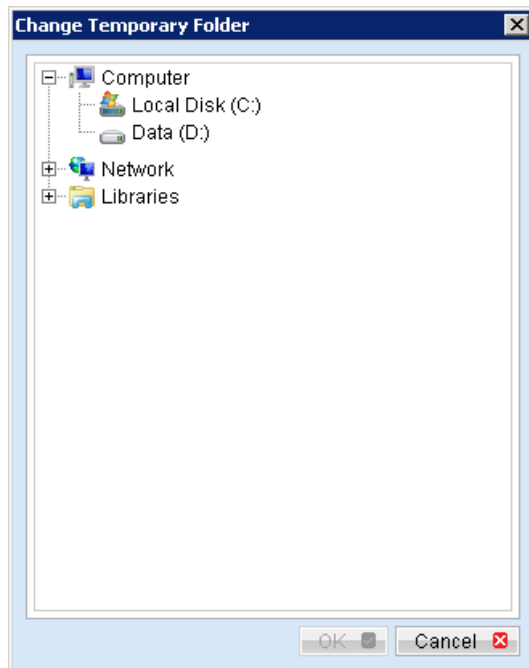 Change Temporary Folder
Computer
Local Disk (C:)
Data (D:)
Network
Libraries
OK
Cancel